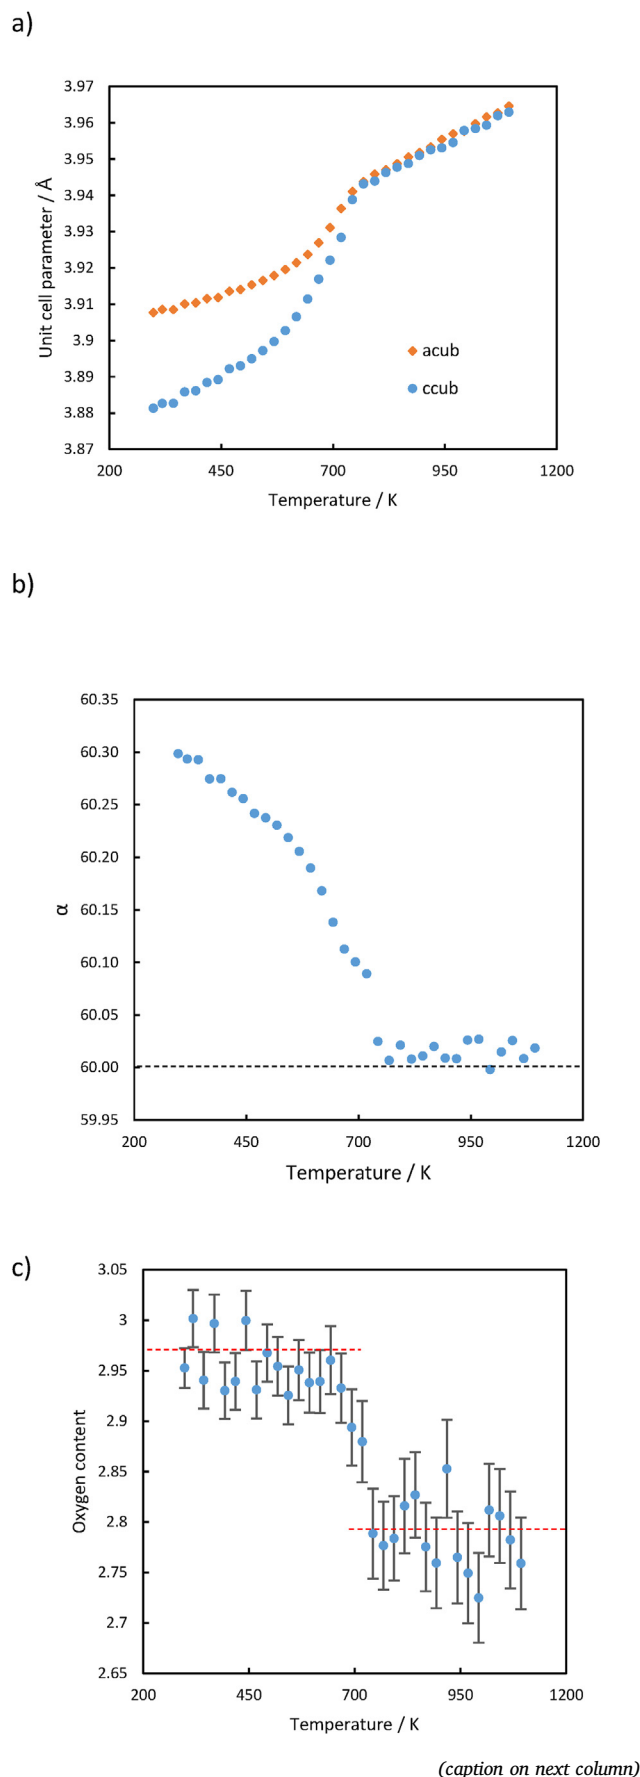 a)
3.97
3.96
3.95
3.94
3.93
3.92
3.91
3.9
3.89
3.88
3.87
Unit cell parameter / Å
acub
ccub
200 450 700 950 1200
Temperature / K
b)
60.35
60.30
60.25
60.20
60.15
60.10
60.05
60.00
59.95
α
200 450 700 950 1200
Temperature / K
c)
3.05
3
2.95
2.9
2.85
2.8
2.75
2.7
2.65
Oxygen content
200 450 700 950 1200
Temperature / K
(caption on next column)